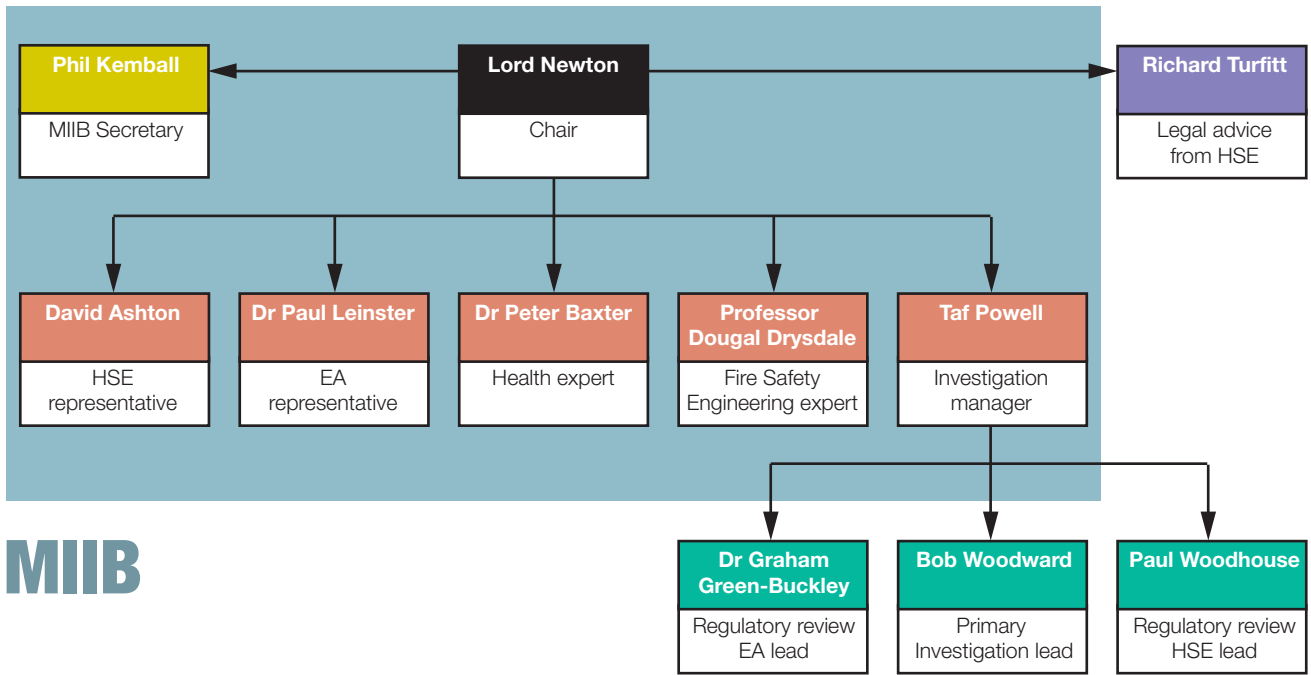 Phil Kemball
MIIB Secretary
Lord Newton
Chair
Richard Turfitt
Legal advice
from HSE
David Ashton
HSE
representative
Dr Paul Leinster
EA
representative
Dr Peter Baxter
Health expert
Professor
Dougal Drysdale
Fire Safety
Engineering expert
Taf Powell
Investigation
manager
MIIB
Dr Graham
Green-Buckley
Regulatory review
EA lead
Bob Woodward
Primary
Investigation lead
Paul Woodhouse
Regulatory review
HSE lead